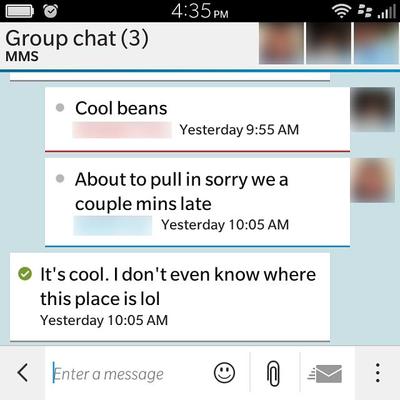 4:35 PM
Group chat (3)
MMS
Cool beans
Yesterday 9:55 AM
About to pull in sorry we a
couple mins late
Yesterday 10:05 AM
It's cool. I don't even know where
this place is lol
Yesterday 10:05 AM
Enter a message